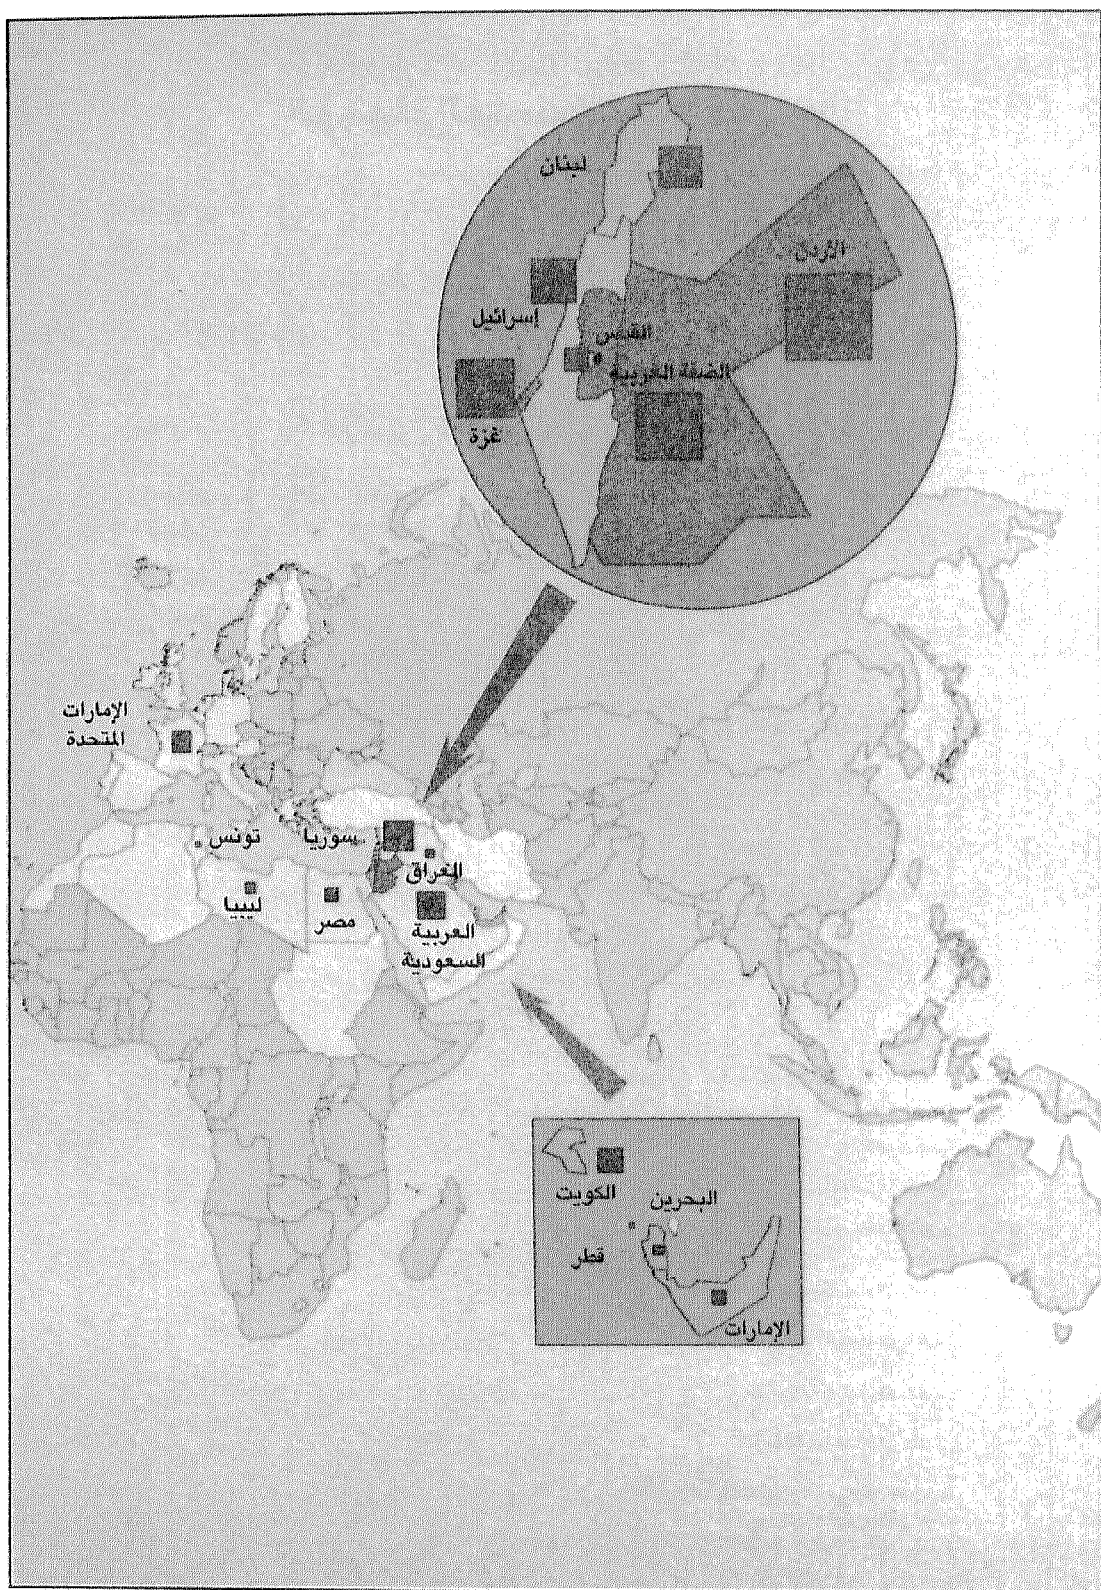 لبنان
الأردن
إسرائيل
القدس
الضفة الغربية
غزة
الإمارات
المتحدة
تونس
سوريا
العراق
ليبيا
مصر
العربية
السعودية
الكويت
البحرين
قطر
الإمارات